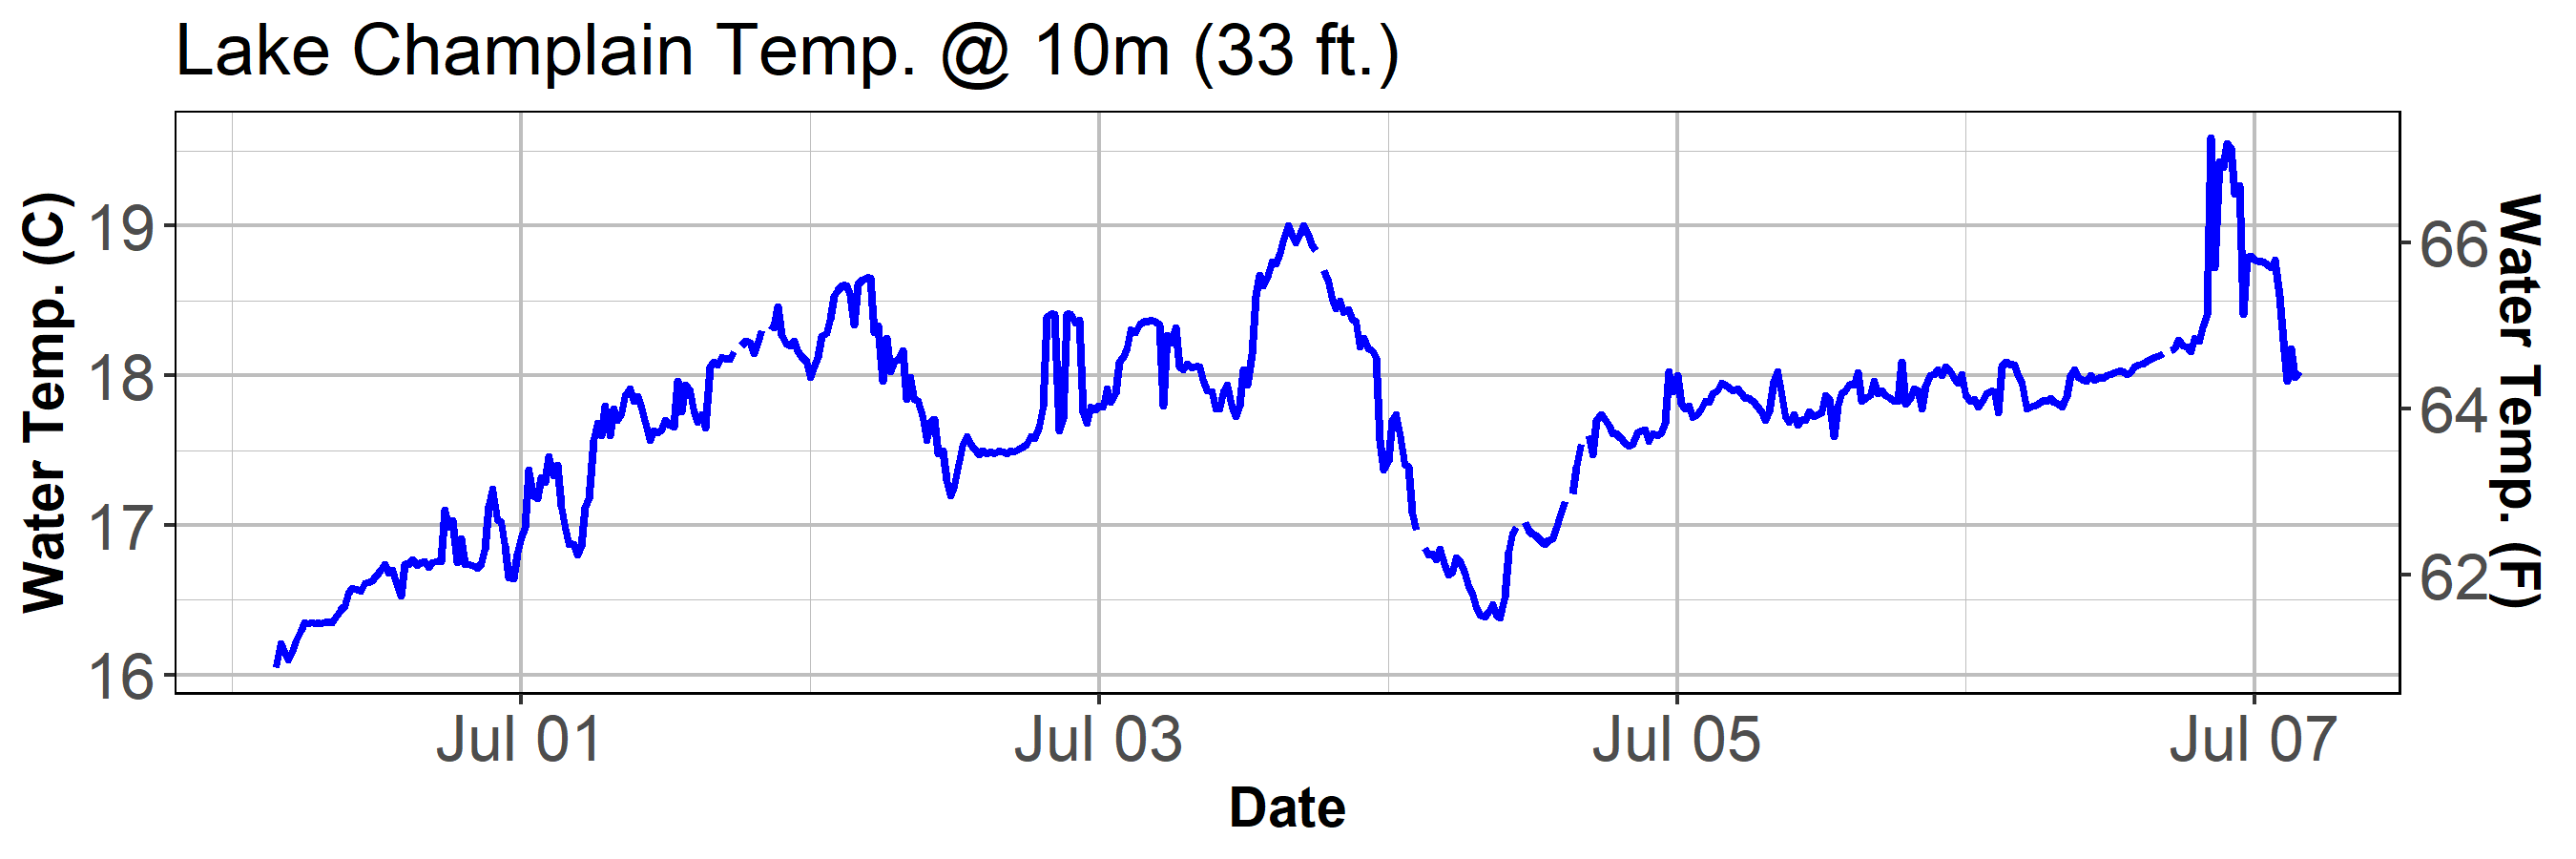 Lake Champlain Temp. @ 10m (33 ft.)
Water Temp. (C)
19
18
17
16
66
64
62
Water Temp. (F)
Jul 01
Jul 03
Jul 05
Jul 07
Date